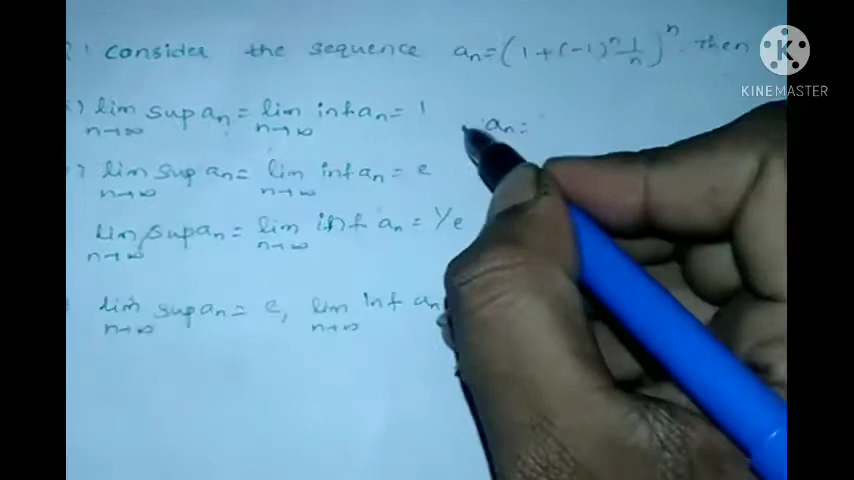 Consider the sequence aₙ = (1+(-1)ⁿ 1/n)ⁿ. Then
K
KINEMASTER
lim sup aₙ = lim inf aₙ = 1
n→∞ n→∞
aₙ =
lim sup aₙ = lim inf aₙ = e
n→∞ n→∞
lim sup aₙ = lim inf aₙ = 1/e
n→∞ n→∞
lim sup aₙ = e, lim inf aₙ
n→∞ n→∞